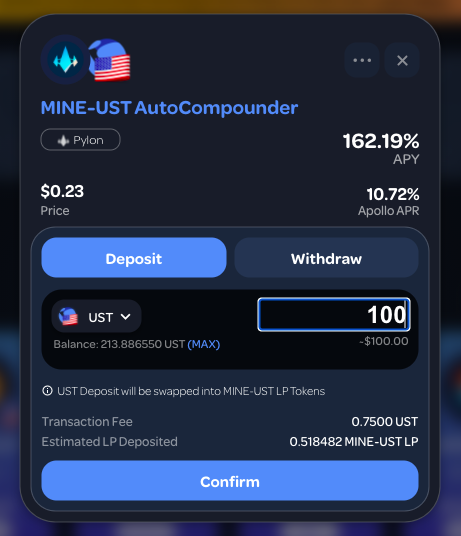 MINE-UST AutoCompounder
Pylon
162.19%
APY
$0.23
Price
10.72%
Apollo APR
Deposit
Withdraw
UST
100
Balance: 213.886550 UST (MAX)
~$100.00
UST Deposit will be swapped into MINE-UST LP Tokens
Transaction Fee 0.7500 UST
Estimated LP Deposited 0.518482 MINE-UST LP
Confirm